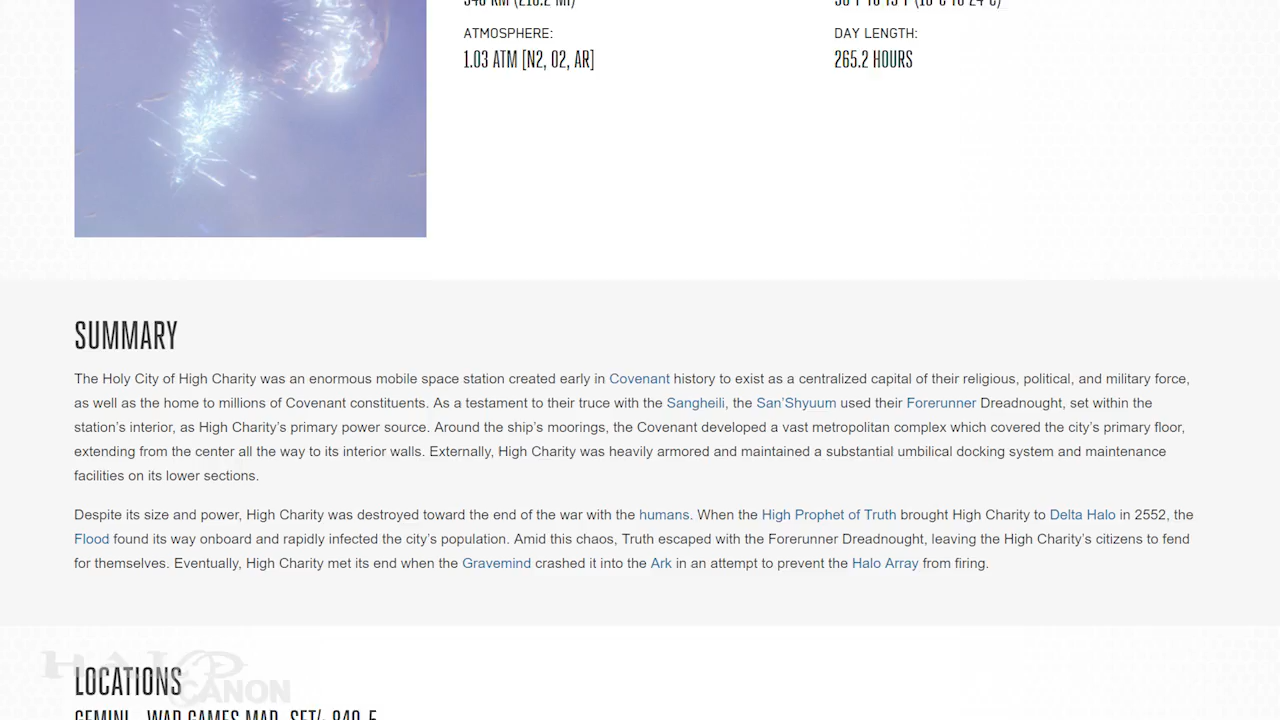 ATMOSPHERE:
DAY LENGTH:
1.03 ATM [N2, O2, AR]
265.2 HOURS
SUMMARY
The Holy City of High Charity was an enormous mobile space station created early in Covenant history to exist as a centralized capital of their religious, political, and military force,
as well as the home to millions of Covenant constituents. As a testament to their truce with the Sangheili, the San’Shyuum used their Forerunner Dreadnought, set within the
station’s interior, as High Charity’s primary power source. Around the ship’s moorings, the Covenant developed a vast metropolitan complex which covered the city’s primary floor,
extending from the center all the way to its interior walls. Externally, High Charity was heavily armored and maintained a substantial umbilical docking system and maintenance
facilities on its lower sections.
Despite its size and power, High Charity was destroyed toward the end of the war with the humans. When the High Prophet of Truth brought High Charity to Delta Halo in 2552, the
Flood found its way onboard and rapidly infected the city’s population. Amid this chaos, Truth escaped with the Forerunner Dreadnought, leaving the High Charity’s citizens to fend
for themselves. Eventually, High Charity met its end when the Gravemind crashed it into the Ark in an attempt to prevent the Halo Array from firing.
HALO
LOCATIONS
CANON